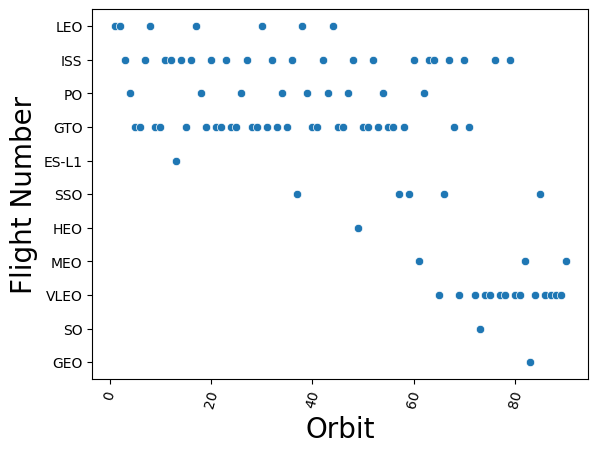 LEO
ISS
PO
GTO
ES-L1
SSO
HEO
MEO
VLEO
SO
GEO
Flight Number
0
20
40
60
80
Orbit